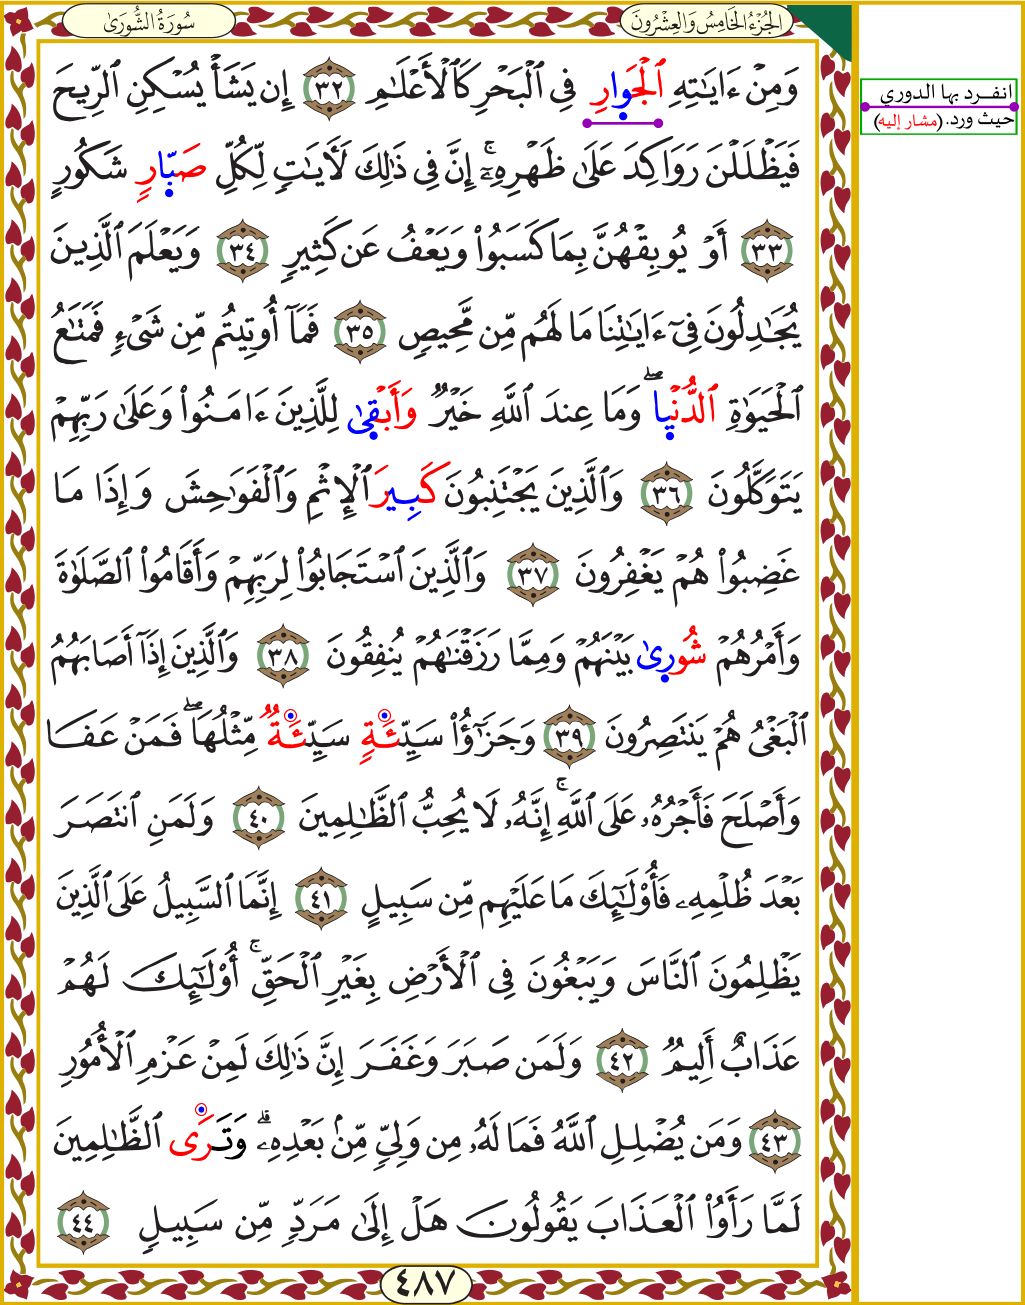 الجُزْءُ الخَامِسُ وَالعِشْرُونَ
سُورَةُ الشُّورَىٰ
وَمِنْ ءَايَٰتِهِ ٱلْجَوَارِ فِي ٱلْبَحْرِ كَٱلْأَعْلَٰمِ ٣٢ إِن يَشَأْ يُسْكِنِ ٱلرِّيحَ
فَيَظْلَلْنَ رَوَاكِدَ عَلَىٰ ظَهْرِهِۦٓۚ إِنَّ فِي ذَٰلِكَ لَأٓيَٰتٖ لِّكُلِّ صَبّ۪ارٖ شَكُورٍ
٣٣ أَوْ يُوبِقْهُنَّ بِمَا كَسَبُواْ وَيَعْفُ عَن كَثِيرٖ ٣٤ وَيَعْلَمَ ٱلَّذِينَ
يُجَٰدِلُونَ فِيٓ ءَايَٰتِنَا مَا لَهُم مِّن مَّحِيصٖ ٣٥ فَمَآ أُوتِيتُم مِّن شَيْءٖ فَمَتَٰعُ
ٱلْحَيَوٰةِ ٱلدُّنْي۪اۖ وَمَا عِندَ ٱللَّهِ خَيْرٞ وَأَبْق۪ىٰ لِلَّذِينَ ءَامَنُواْ وَعَلَىٰ رَبِّهِمْ
يَتَوَكَّلُونَ ٣٦ وَٱلَّذِينَ يَجْتَنِبُونَ كَبِيرَ ٱلْإِثْمِ وَٱلْفَوَٰحِشَ وَإِذَا مَا
غَضِبُواْ هُمْ يَغْفِرُونَ ٣٧ وَٱلَّذِينَ ٱسْتَجَابُواْ لِرَبِّهِمْ وَأَقَامُواْ ٱلصَّلَوٰةَ
وَأَمْرُهُمْ شُور۪ىٰ بَيْنَهُمْ وَمِمَّا رَزَقْنَٰهُمْ يُنفِقُونَ ٣٨ وَٱلَّذِينَ إِذَآ أَصَابَهُمُ
ٱلْبَغْيُ هُمْ يَنتَصِرُونَ ٣٩ وَجَزَٰٓؤُاْ سَيِّئَةٖ سَيِّئَةٞ مِّثْلُهَاۖ فَمَنْ عَفَا
وَأَصْلَحَ فَأَجْرُهُۥ عَلَى ٱللَّهِۚ إِنَّهُۥ لَا يُحِبُّ ٱلظَّٰلِمِينَ ٤٠ وَلَمَنِ ٱنتَصَرَ
بَعْدَ ظُلْمِهِۦ فَأُوْلَٰٓئِكَ مَا عَلَيْهِم مِّن سَبِيلٍ ٤١ إِنَّمَا ٱلسَّبِيلُ عَلَى ٱلَّذِينَ
يَظْلِمُونَ ٱلنَّاسَ وَيَبْغُونَ فِي ٱلْأَرْضِ بِغَيْرِ ٱلْحَقِّۚ أُوْلَٰٓئِكَ لَهُمْ
عَذَابٌ أَلِيمٞ ٤٢ وَلَمَن صَبَرَ وَغَفَرَ إِنَّ ذَٰلِكَ لَمِنْ عَزْمِ ٱلْأُمُورِ
٤٣ وَمَن يُضْلِلِ ٱللَّهُ فَمَا لَهُۥ مِن وَلِيّٖ مِّنۢ بَعْدِهِۦۗ وَتَرَى ٱلظَّٰلِمِينَ
لَمَّا رَأَوُاْ ٱلْعَذَابَ يَقُولُونَ هَلْ إِلَىٰ مَرَدّٖ مِّن سَبِيلٖ ٤٤
٤٨٧
انفرد بها الدوري
حيث ورد. (مشار إليه)